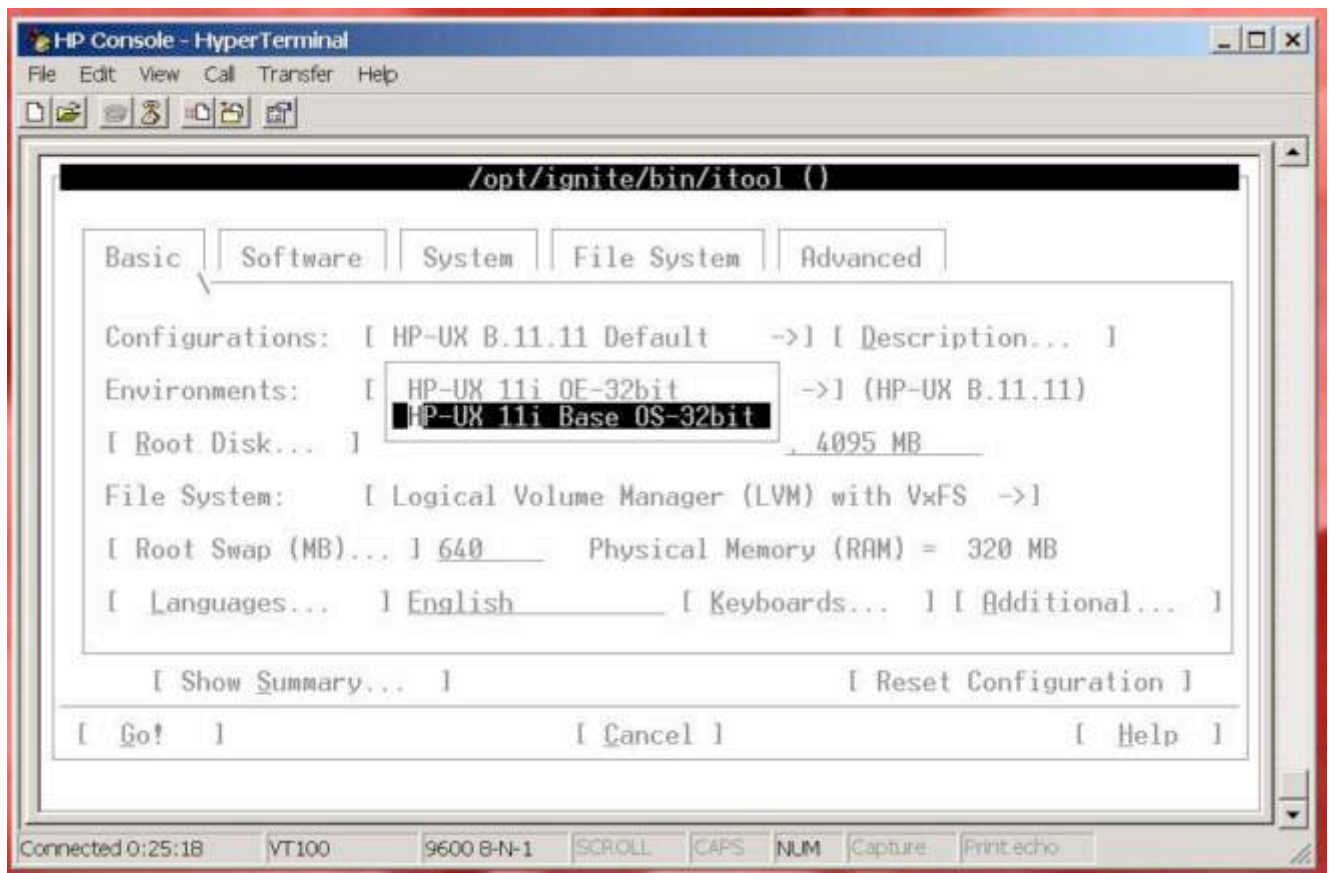 HP Console - HyperTerminal
File Edit View Call Transfer Help
/opt/ignite/bin/itool ()
Basic Software System File System Advanced
Configurations: [ HP-UX B.11.11 Default ->] [ Description... ]
Environments: [ HP-UX 11i OE-32bit ->] (HP-UX B.11.11)
HP-UX 11i Base OS-32bit
[ Root Disk... ] , 4095 MB
File System: [ Logical Volume Manager (LVM) with VxFS ->]
[ Root Swap (MB)... ] 640 Physical Memory (RAM) = 320 MB
[ Languages... ] English [ Keyboards... ] [ Additional... ]
[ Show Summary... ] [ Reset Configuration ]
[ Go! ] [ Cancel ] [ Help ]
Connected 0:25:18 VT100 9600 8-N-1 SCROLL CAPS NUM Capture Print echo